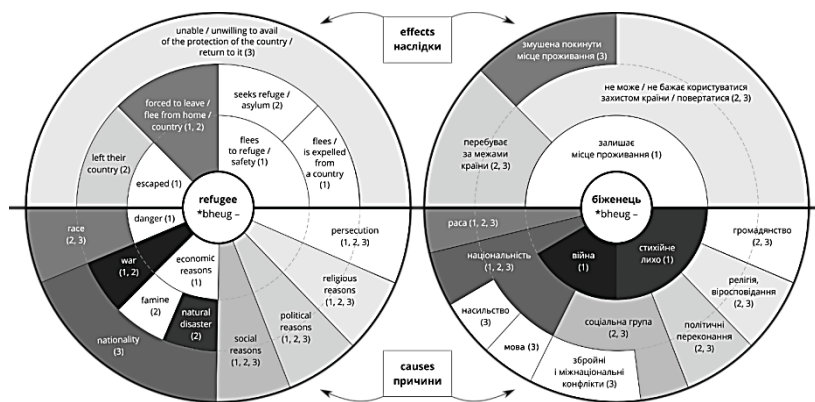 unable / unwilling to avail
of the protection of the country /
return to it (3)
forced to leave /
flee from home /
country (1, 2)
seeks refuge /
asylum (2)
left their
country (2)
escaped (1)
flees
to refuge /
safety (1)
flees /
is expelled
from
a country
(1)
refugee
*bheug –
race
(2, 3)
danger (1)
war
(1, 2)
economic
reasons
(1)
famine
(2)
natural
disaster
(2)
nationality
(3)
social
reasons
(1, 2, 3)
political
reasons
(1, 2, 3)
religious
reasons
(1, 2, 3)
persecution
(1, 2, 3)
effects
наслідки
causes
причини
змушена покинути
місце проживання (3)
не може / не бажає користуватися
захистом країни / повертатися (2, 3)
перебуває
за межами
країни (2, 3)
залишає
місце проживання (1)
біженець
*bheug –
раса (1, 2, 3)
національність
(1, 2, 3)
війна
(1)
стихійне
лихо (1)
громадянство
(2, 3)
релігія,
віросповідання
(2, 3)
політичні
переконання
(2, 3)
соціальна група
(2, 3)
насильство
(3)
мова (3)
збройні
і міжнаціональні
конфлікти (3)